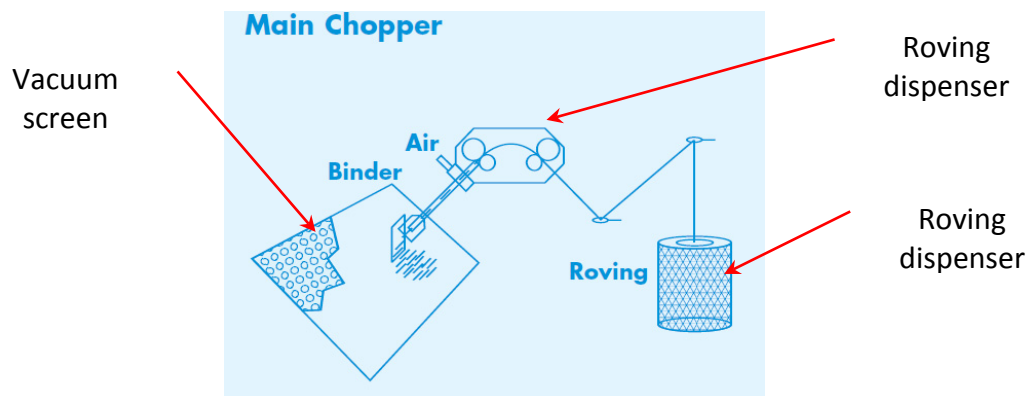 Main Chopper
Roving
dispenser
Vacuum
screen
Air
Binder
Roving
dispenser
Roving